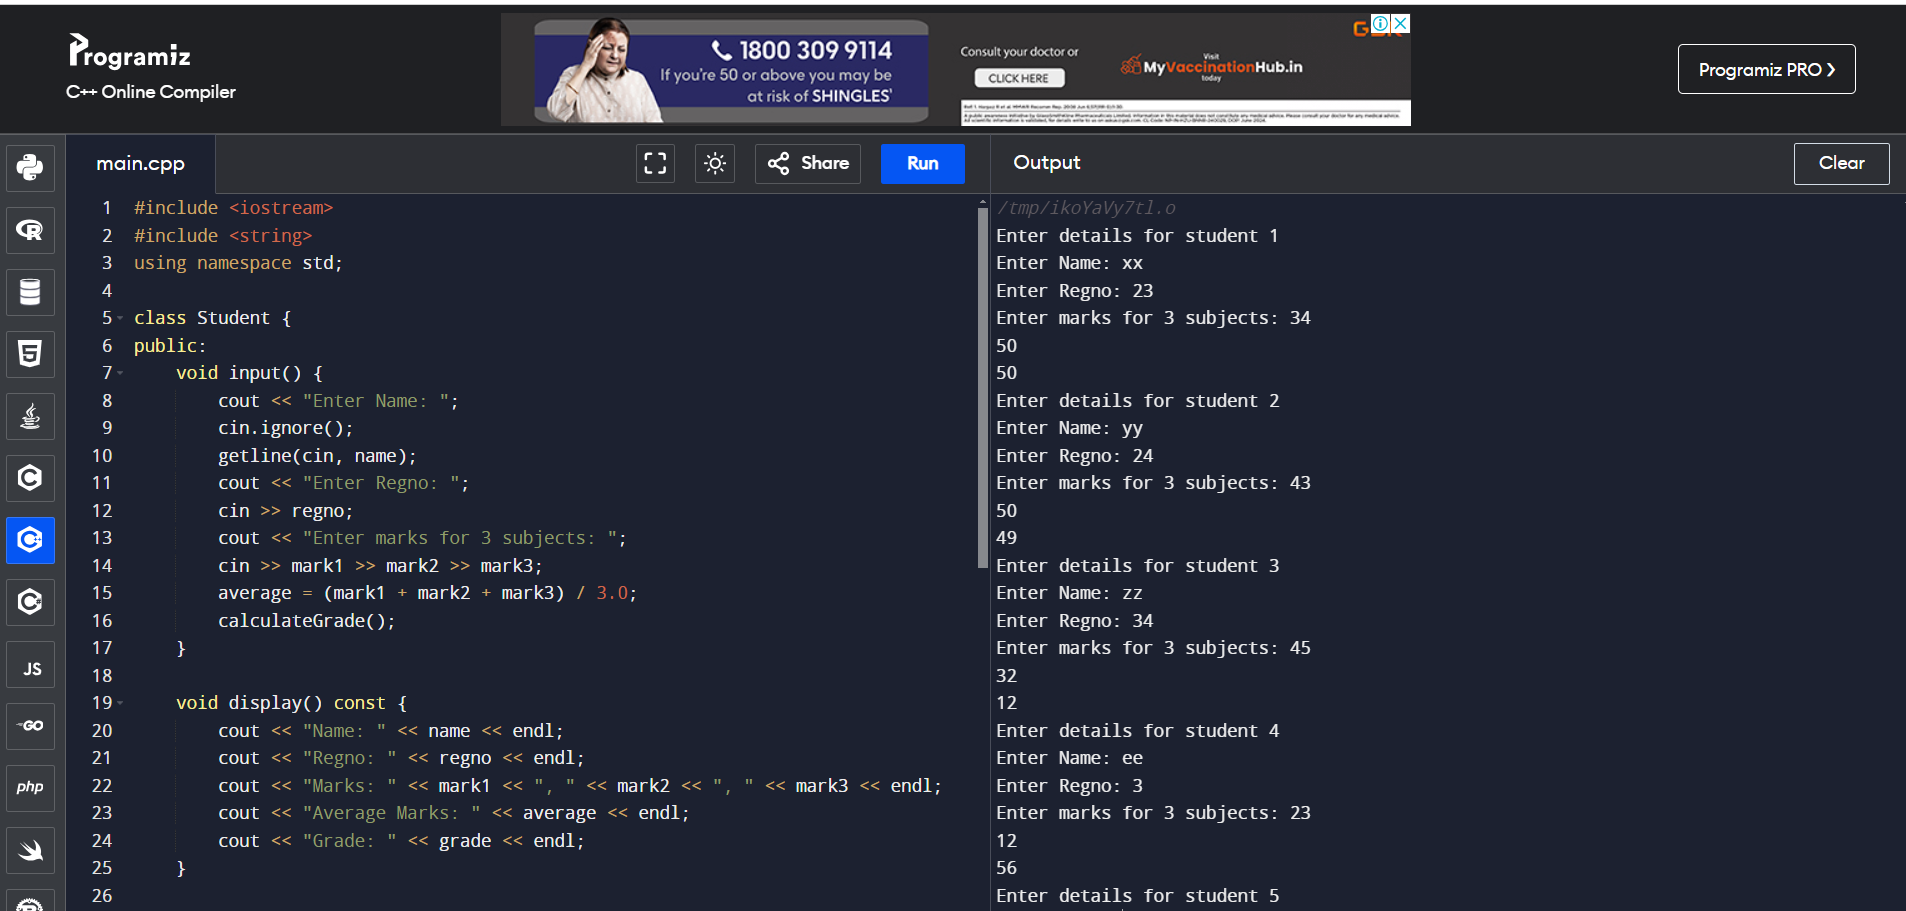 Programiz
C++ Online Compiler
1800 309 9114
If you're 50 or above you may be
at risk of SHINGLES¹
Consult your doctor or
CLICK HERE
Visit
MyVaccinationHub.in
today
Programiz PRO ❯
main.cpp
Share
Run
Output
Clear
1 #include <iostream>
2 #include <string>
3 using namespace std;
4
5 class Student {
6 public:
7 void input() {
8 cout << "Enter Name: ";
9 cin.ignore();
10 getline(cin, name);
11 cout << "Enter Regno: ";
12 cin >> regno;
13 cout << "Enter marks for 3 subjects: ";
14 cin >> mark1 >> mark2 >> mark3;
15 average = (mark1 + mark2 + mark3) / 3.0;
16 calculateGrade();
17 }
18
19 void display() const {
20 cout << "Name: " << name << endl;
21 cout << "Regno: " << regno << endl;
22 cout << "Marks: " << mark1 << ", " << mark2 << ", " << mark3 << endl;
23 cout << "Average Marks: " << average << endl;
24 cout << "Grade: " << grade << endl;
25 }
26
/tmp/ikoYaVy7tl.o
Enter details for student 1
Enter Name: xx
Enter Regno: 23
Enter marks for 3 subjects: 34
50
50
Enter details for student 2
Enter Name: yy
Enter Regno: 24
Enter marks for 3 subjects: 43
50
49
Enter details for student 3
Enter Name: zz
Enter Regno: 34
Enter marks for 3 subjects: 45
32
12
Enter details for student 4
Enter Name: ee
Enter Regno: 3
Enter marks for 3 subjects: 23
12
56
Enter details for student 5
JS
GO
php